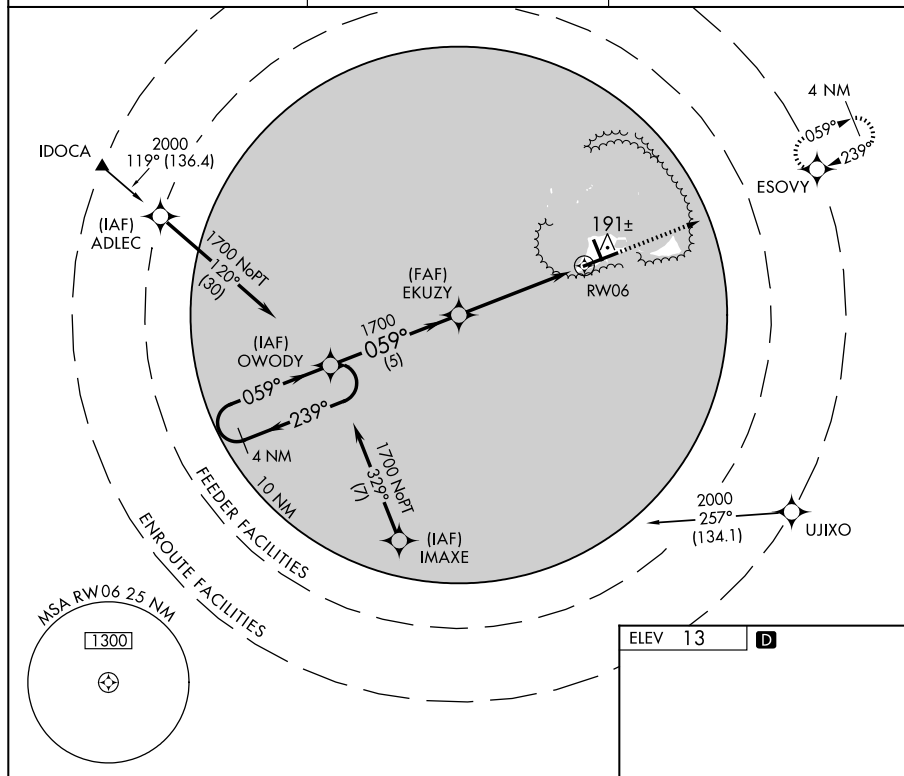 4 NM
059°
239°
ESOVY
IDOCA
2000
119° (136.4)
(IAF)
ADLEC
1700 NoPT
120°
(30)
191±
RW06
(FAF)
EKUZY
1700
059°
(5)
(IAF)
OWODY
059°
239°
4 NM
10 NM
1700 NoPT
329°
(7)
(IAF)
IMAXE
2000
257°
(134.1)
UJIXO
FEEDER FACILITIES
ENROUTE FACILITIES
MSA RW06 25 NM
1300
ELEV 13 D